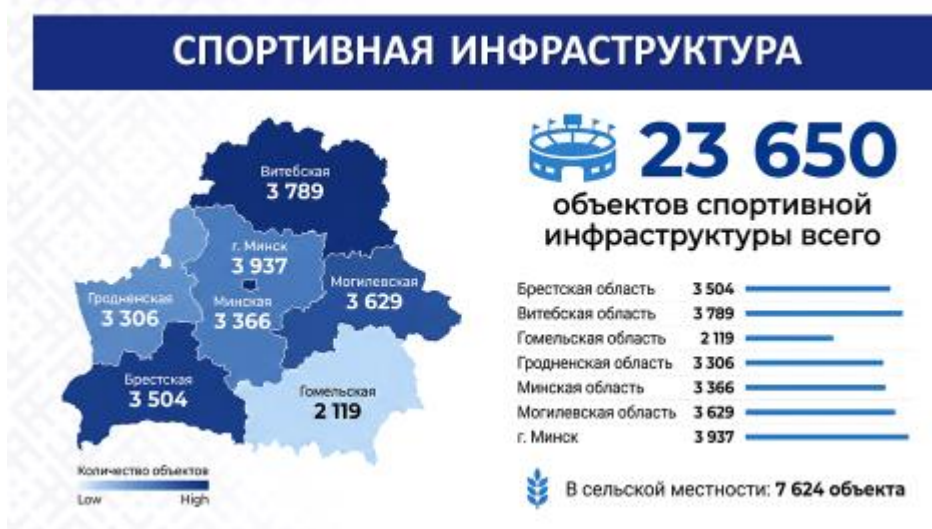 СПОРТИВНАЯ ИНФРАСТРУКТУРА
Витебская
3 789
г. Минск
3 937
Могилевская
3 629
Гродненская
3 306
Минская
3 366
Брестская
3 504
Гомельская
2 119
Количество объектов
Low High
23 650
объектов спортивной
инфраструктуры всего
Брестская область 3 504
Витебская область 3 789
Гомельская область 2 119
Гродненская область 3 306
Минская область 3 366
Могилевская область 3 629
г. Минск 3 937
В сельской местности: 7 624 объекта